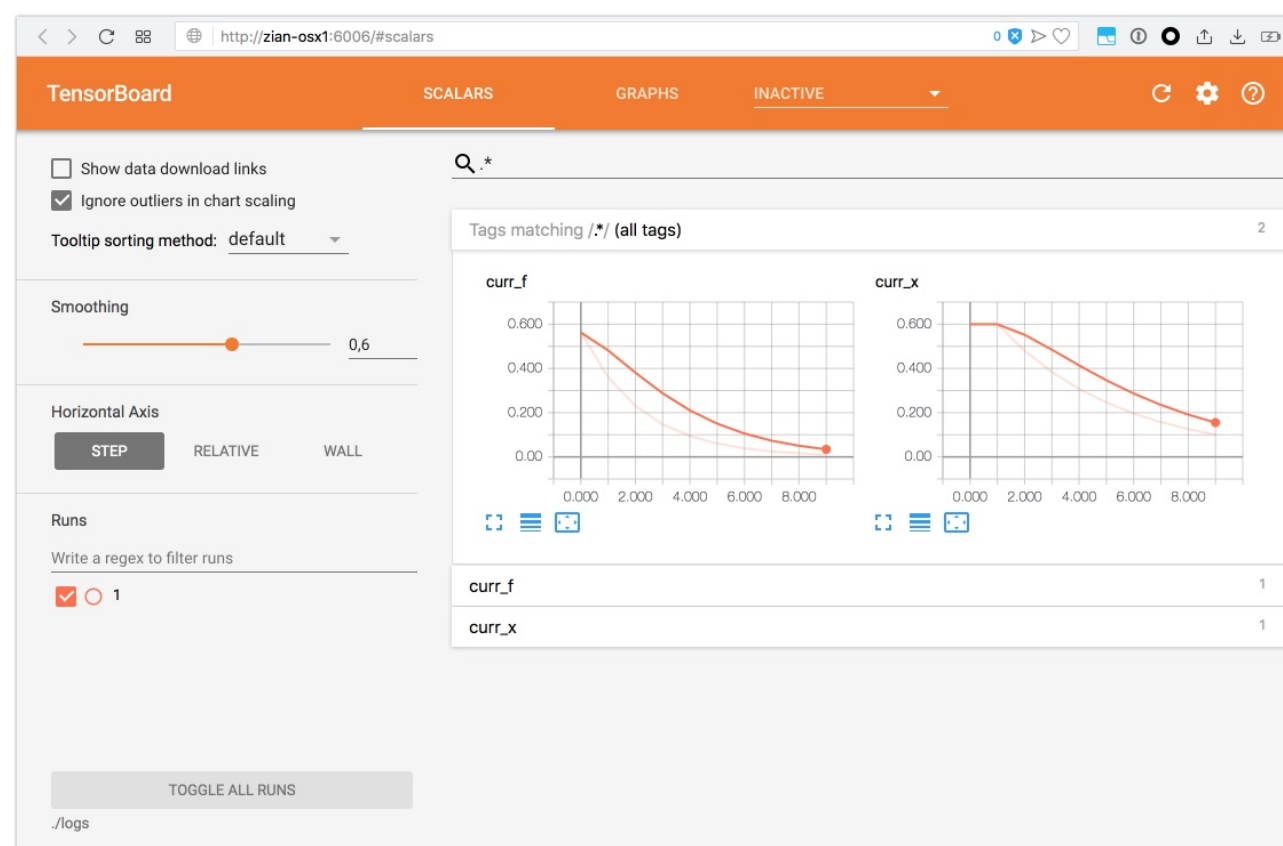 http://zian-osx1:6006/#scalars
0
TensorBoard
SCALARS
GRAPHS
INACTIVE
Show data download links
Ignore outliers in chart scaling
Tooltip sorting method: default
Smoothing
0,6
Horizontal Axis
STEP
RELATIVE
WALL
Runs
Write a regex to filter runs
1
TOGGLE ALL RUNS
./logs
.*
Tags matching /.*/ (all tags)
2
curr_f
0.600
0.400
0.200
0.00
0.000 2.000 4.000 6.000 8.000
curr_x
0.600
0.400
0.200
0.00
0.000 2.000 4.000 6.000 8.000
curr_f
1
curr_x
1